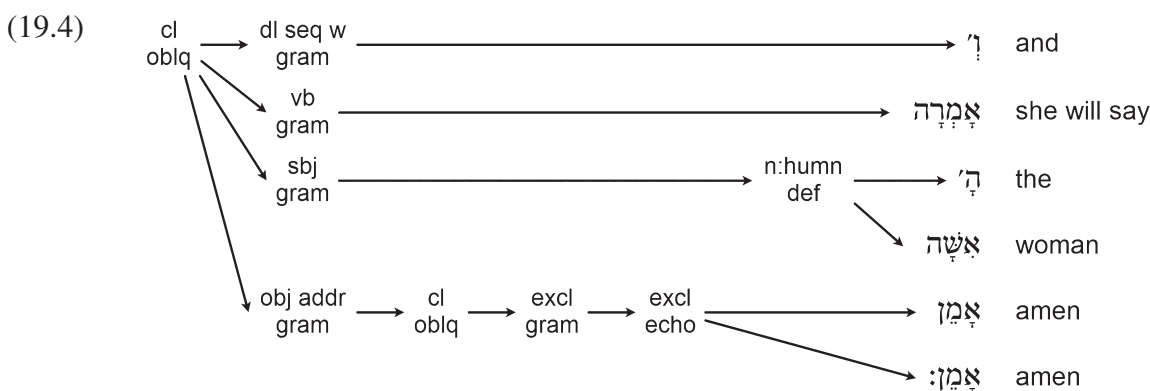 (19.4)
cl dl seq w וְ׳ and
oblq gram
vb אָמְרָה she will say
gram
sbj n:humn הָ׳ the
gram def
אִשָּׁה woman
obj addr cl excl excl אָמֵן amen
gram oblq gram echo
אָמֵן׃ amen